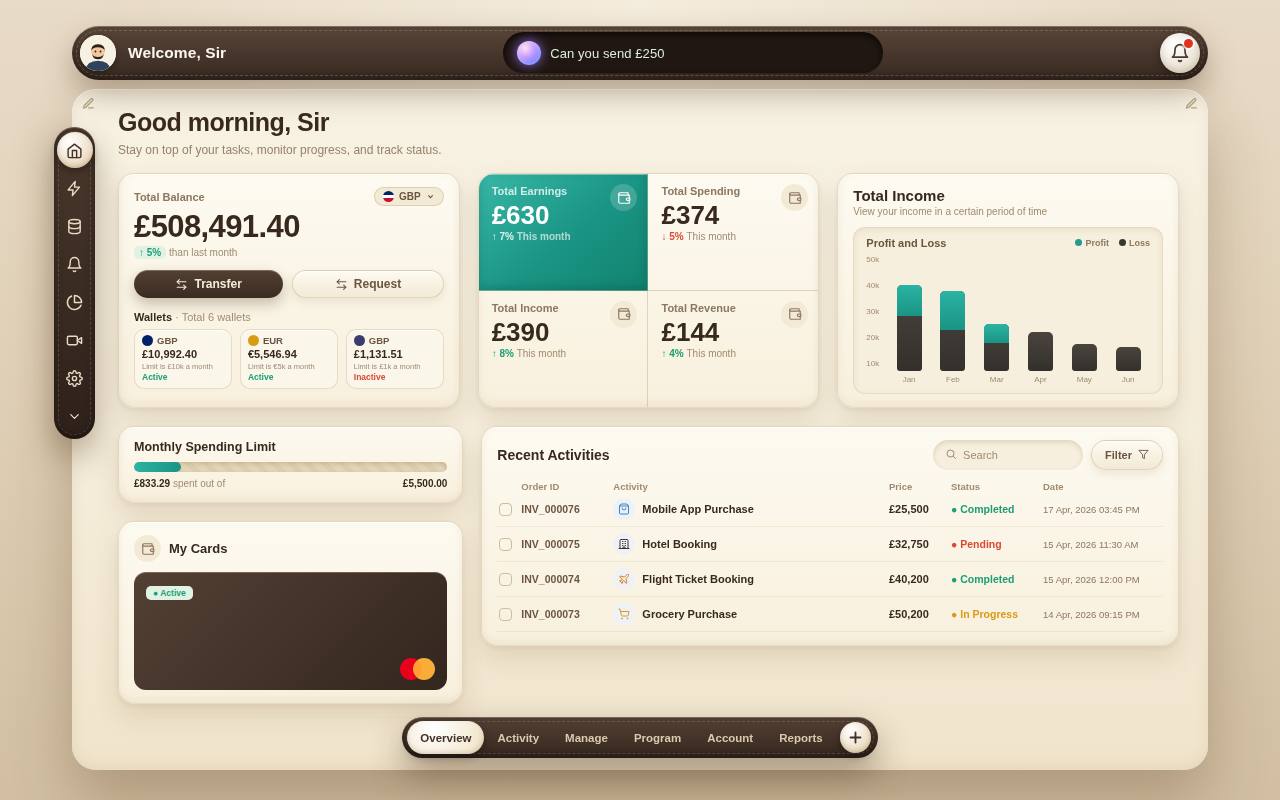 Welcome, Sir
Can you send £250
Good morning, Sir
Stay on top of your tasks, monitor progress, and track status.
Total Balance
GBP
£508,491.40
↑ 5% than last month
Transfer
Request
Wallets · Total 6 wallets
GBP
£10,992.40
Limit is £10k a month
Active
EUR
€5,546.94
Limit is €5k a month
Active
GBP
£1,131.51
Limit is £1k a month
Inactive
Total Earnings
£630
↑ 7% This month
Total Spending
£374
↓ 5% This month
Total Income
£390
↑ 8% This month
Total Revenue
£144
↑ 4% This month
Total Income
View your income in a certain period of time
Profit and Loss
Profit
Loss
50k
40k
30k
20k
10k
Jan Feb Mar Apr May Jun
Monthly Spending Limit
£833.29 spent out of £5,500.00
My Cards
● Active
Recent Activities
Search
Filter
Order ID Activity Price Status Date
INV_000076 Mobile App Purchase £25,500 ● Completed 17 Apr, 2026 03:45 PM
INV_000075 Hotel Booking £32,750 ● Pending 15 Apr, 2026 11:30 AM
INV_000074 Flight Ticket Booking £40,200 ● Completed 15 Apr, 2026 12:00 PM
INV_000073 Grocery Purchase £50,200 ● In Progress 14 Apr, 2026 09:15 PM
Overview Activity Manage Program Account Reports